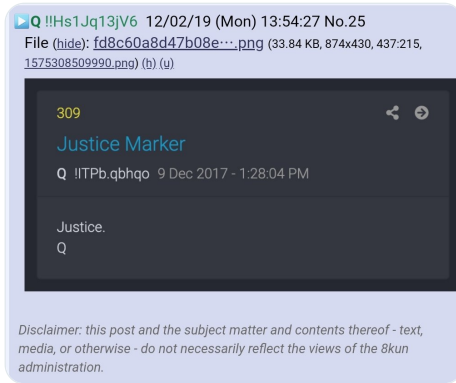 Q !!Hs1Jq13jV6 12/02/19 (Mon) 13:54:27 No.25
File (hide): fd8c60a8d47b08e···.png (33.84 KB, 874x430, 437:215,
1575308509990.png) (h) (u)
309
Justice Marker
Q !ITPb.qbhqo 9 Dec 2017 - 1:28:04 PM
Justice.
Q
Disclaimer: this post and the subject matter and contents thereof - text,
media, or otherwise - do not necessarily reflect the views of the 8kun
administration.